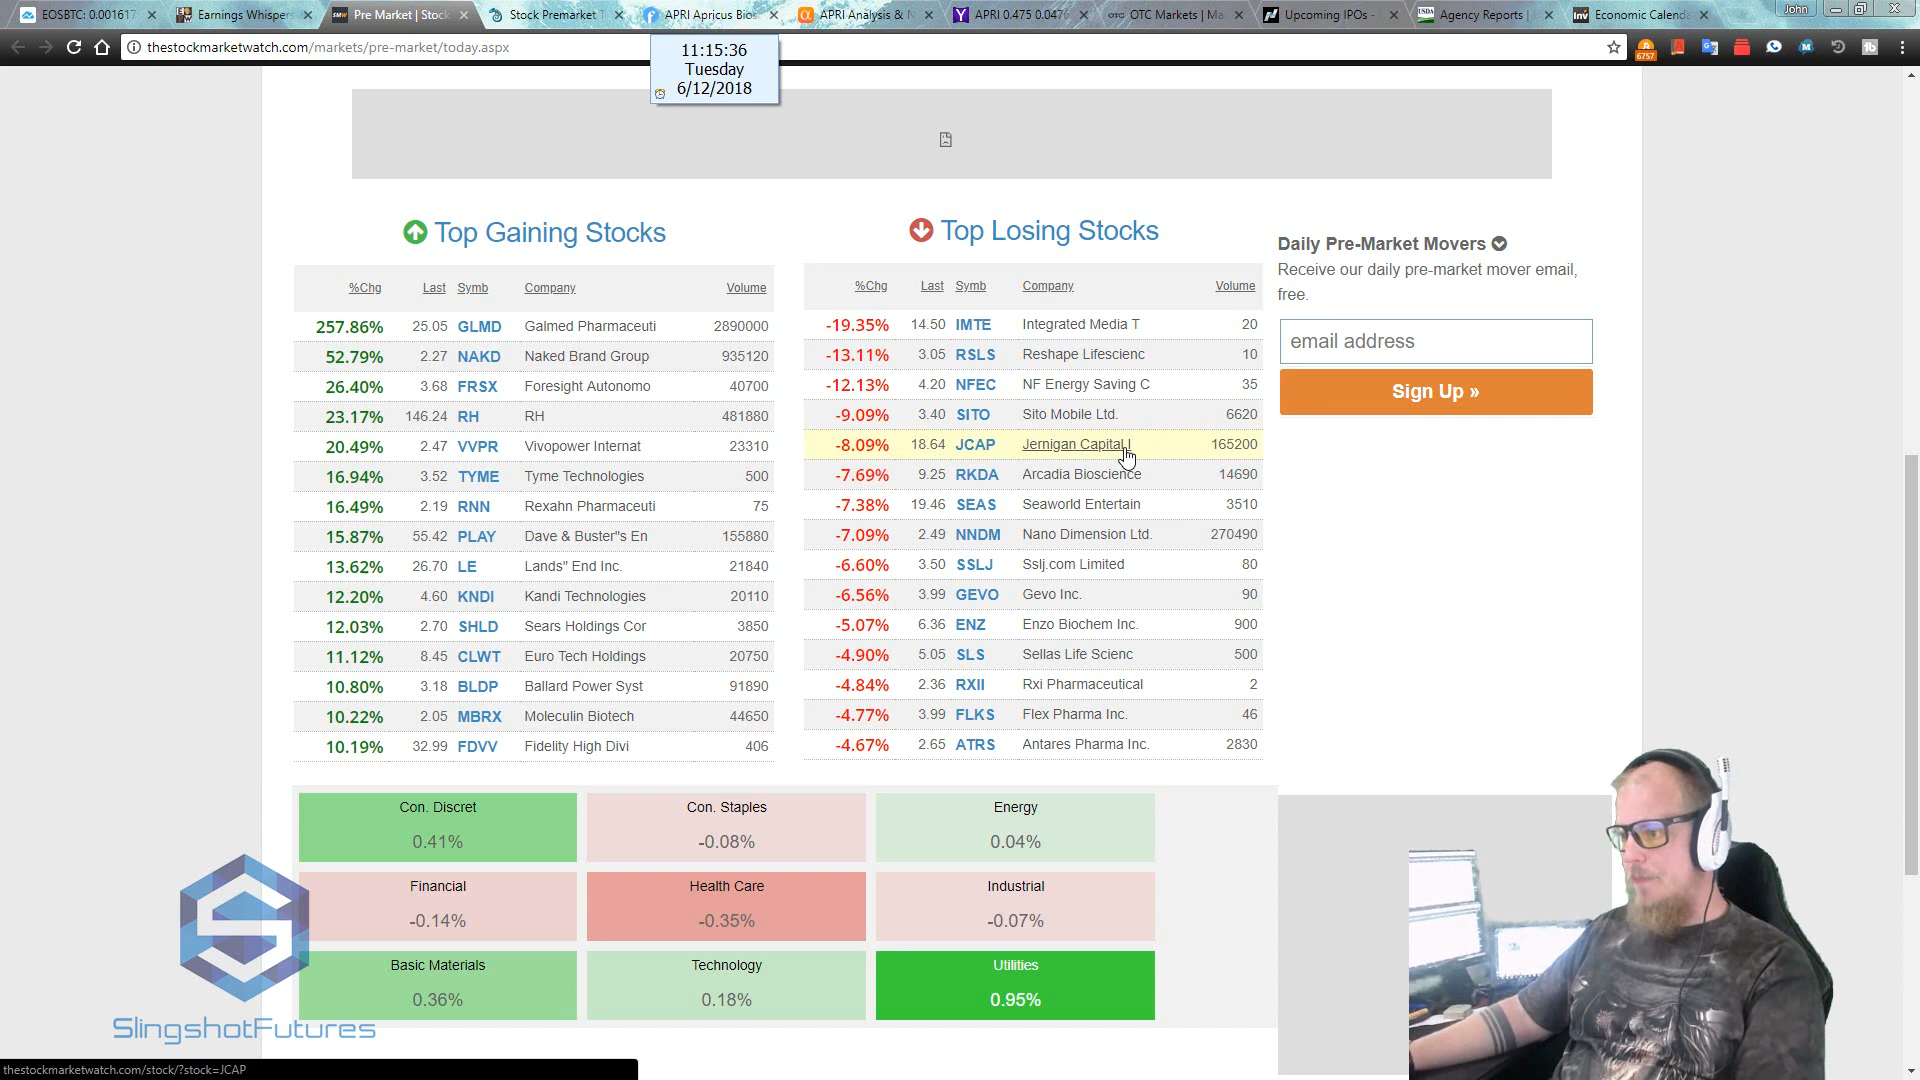 EOSBTC: 0.001617
Earnings Whisper
Pre Market | Stock
Stock Premarket T
APRI Apricus Bios
APRI Analysis & N
APRI 0.475 0.0476
OTC Markets | Ma
Upcoming IPOs -
Agency Reports |
Economic Calenda
John
thestockmarketwatch.com/markets/pre-market/today.aspx
6757
11:15:36
Tuesday
6/12/2018
Top Gaining Stocks
%Chg Last Symb Company Volume
257.86% 25.05 GLMD Galmed Pharmaceuti 2890000
52.79% 2.27 NAKD Naked Brand Group 935120
26.40% 3.68 FRSX Foresight Autonomo 40700
23.17% 146.24 RH RH 481880
20.49% 2.47 VVPR Vivopower Internat 23310
16.94% 3.52 TYME Tyme Technologies 500
16.49% 2.19 RNN Rexahn Pharmaceuti 75
15.87% 55.42 PLAY Dave & Buster"s En 155880
13.62% 26.70 LE Lands" End Inc. 21840
12.20% 4.60 KNDI Kandi Technologies 20110
12.03% 2.70 SHLD Sears Holdings Cor 3850
11.12% 8.45 CLWT Euro Tech Holdings 20750
10.80% 3.18 BLDP Ballard Power Syst 91890
10.22% 2.05 MBRX Moleculin Biotech 44650
10.19% 32.99 FDVV Fidelity High Divi 406
Top Losing Stocks
%Chg Last Symb Company Volume
-19.35% 14.50 IMTE Integrated Media T 20
-13.11% 3.05 RSLS Reshape Lifescienc 10
-12.13% 4.20 NFEC NF Energy Saving C 35
-9.09% 3.40 SITO Sito Mobile Ltd. 6620
-8.09% 18.64 JCAP Jernigan Capital I 165200
-7.69% 9.25 RKDA Arcadia Bioscience 14690
-7.38% 19.46 SEAS Seaworld Entertain 3510
-7.09% 2.49 NNDM Nano Dimension Ltd. 270490
-6.60% 3.50 SSLJ Sslj.com Limited 80
-6.56% 3.99 GEVO Gevo Inc. 90
-5.07% 6.36 ENZ Enzo Biochem Inc. 900
-4.90% 5.05 SLS Sellas Life Scienc 500
-4.84% 2.36 RXII Rxi Pharmaceutical 2
-4.77% 3.99 FLKS Flex Pharma Inc. 46
-4.67% 2.65 ATRS Antares Pharma Inc. 2830
Daily Pre-Market Movers
Receive our daily pre-market mover email,
free.
email address
Sign Up »
Con. Discret
0.41%
Con. Staples
-0.08%
Energy
0.04%
Financial
-0.14%
Health Care
-0.35%
Industrial
-0.07%
Basic Materials
0.36%
Technology
0.18%
Utilities
0.95%
SlingshotFutures
thestockmarketwatch.com/stock/?stock=JCAP